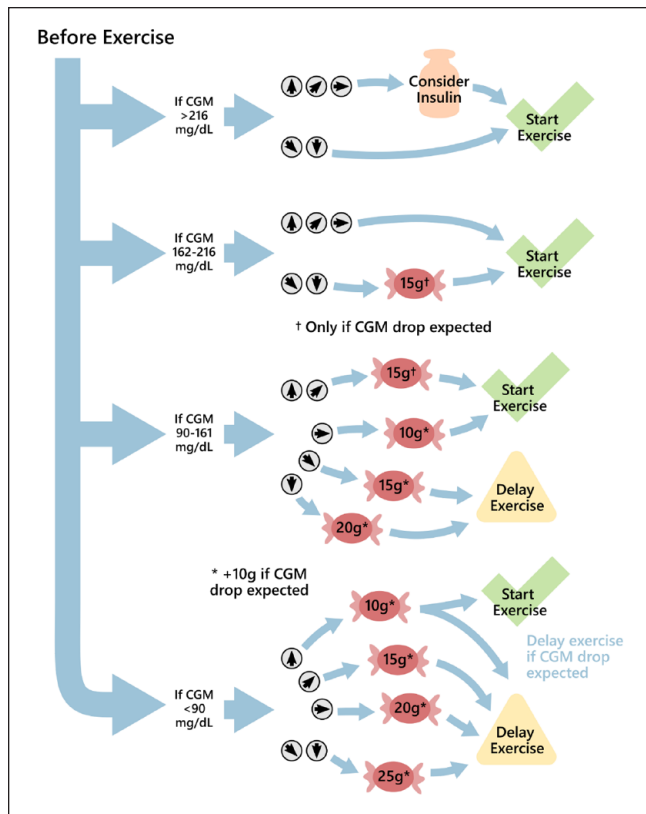 Before Exercise
If CGM
>216
mg/dL
Consider
Insulin
Start
Exercise
If CGM
162-216
mg/dL
15g†
Start
Exercise
† Only if CGM drop expected
If CGM
90-161
mg/dL
15g†
10g*
Start
Exercise
15g*
20g*
Delay
Exercise
* +10g if CGM
drop expected
If CGM
<90
mg/dL
10g*
Start
Exercise
Delay exercise
if CGM drop
expected
15g*
20g*
25g*
Delay
Exercise